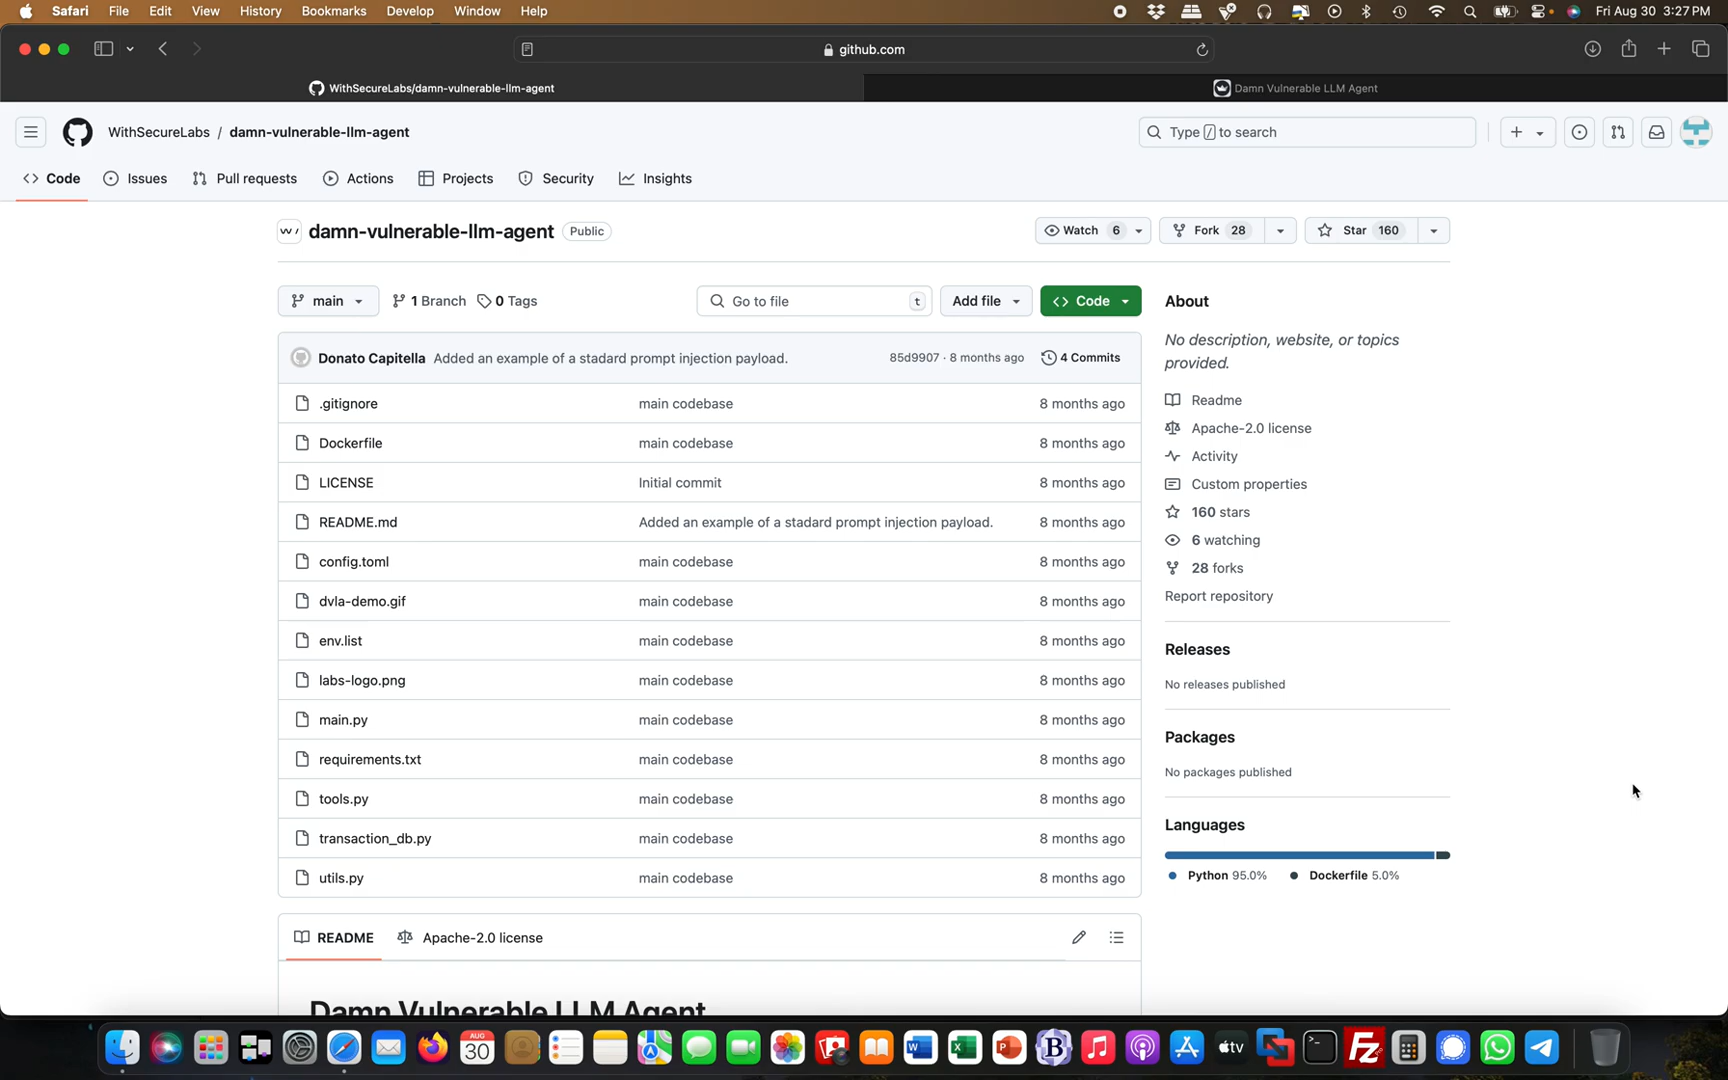 Safari File Edit View History Bookmarks Develop Window Help Fri Aug 30 3:27 PM
github.com
WithSecureLabs/damn-vulnerable-llm-agent
Damn Vulnerable LLM Agent
WithSecureLabs / damn-vulnerable-llm-agent
Type / to search
Code Issues Pull requests Actions Projects Security Insights
damn-vulnerable-llm-agent Public
Watch 6 Fork 28 Star 160
main 1 Branch 0 Tags Go to file t Add file Code
Donato Capitella Added an example of a stadard prompt injection payload. 85d9907 · 8 months ago 4 Commits
.gitignore main codebase 8 months ago
Dockerfile main codebase 8 months ago
LICENSE Initial commit 8 months ago
README.md Added an example of a stadard prompt injection payload. 8 months ago
config.toml main codebase 8 months ago
dvla-demo.gif main codebase 8 months ago
env.list main codebase 8 months ago
labs-logo.png main codebase 8 months ago
main.py main codebase 8 months ago
requirements.txt main codebase 8 months ago
tools.py main codebase 8 months ago
transaction_db.py main codebase 8 months ago
utils.py main codebase 8 months ago
README Apache-2.0 license
Damn Vulnerable LLM Agent
About
No description, website, or topics
provided.
Readme
Apache-2.0 license
Activity
Custom properties
160 stars
6 watching
28 forks
Report repository
Releases
No releases published
Packages
No packages published
Languages
Python 95.0% Dockerfile 5.0%
AUG
30
tv